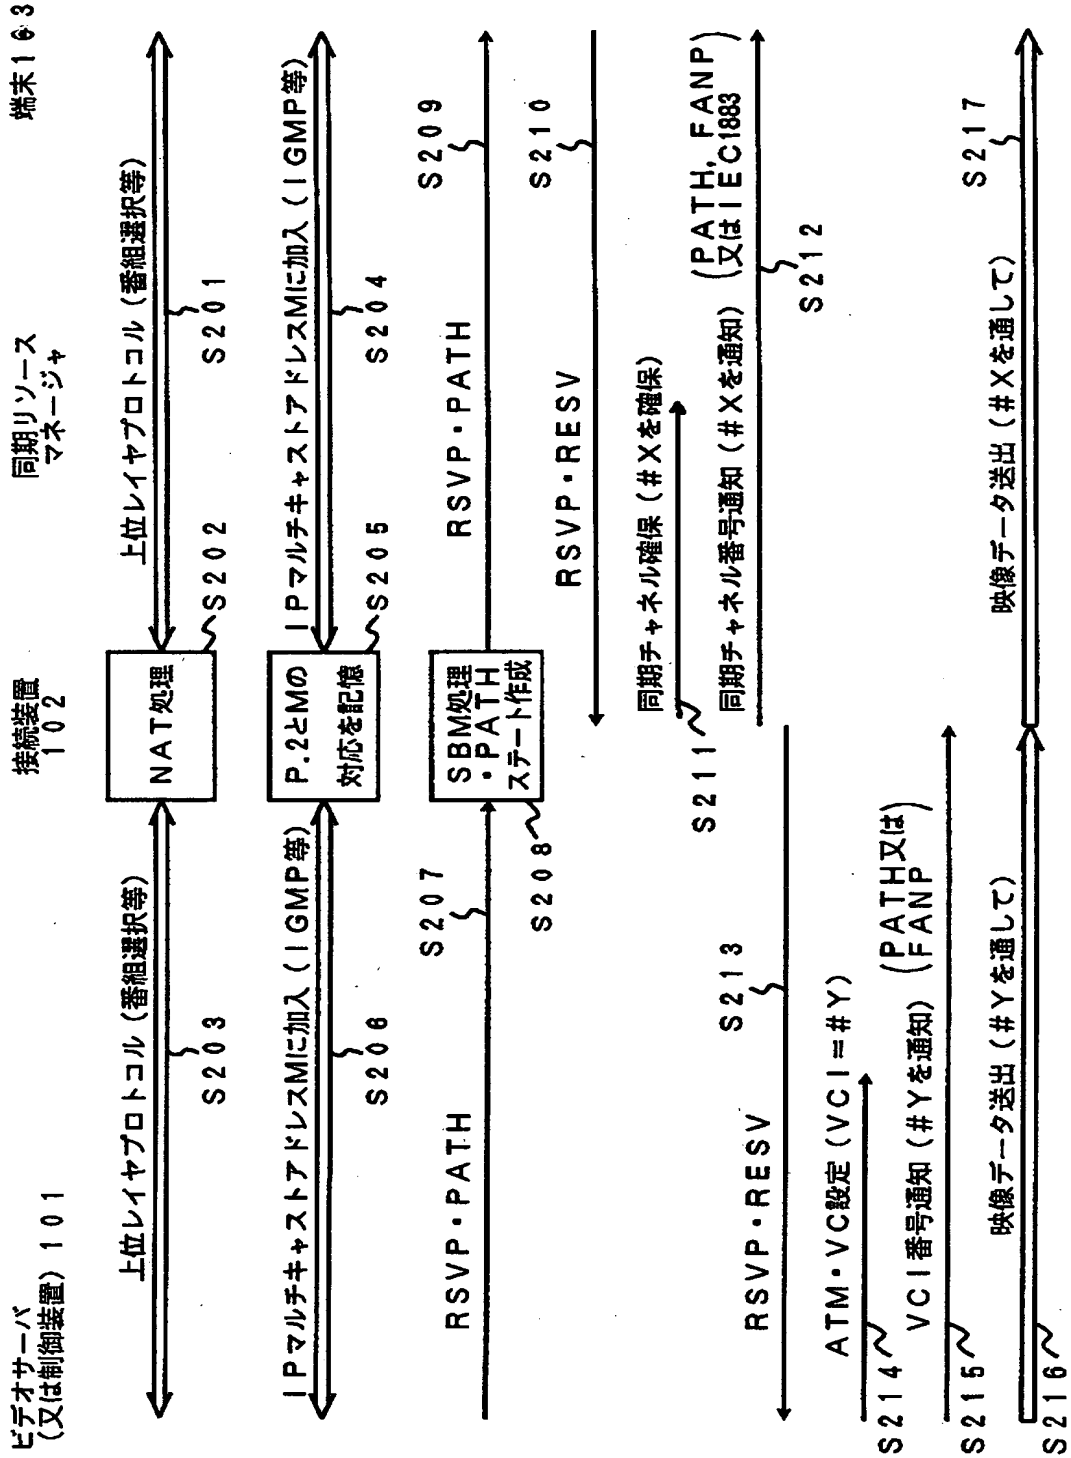 ビデオサーバ
(又は制御装置) 101
接続装置
102
同期リソース
マネージャ
端末103
上位レイヤプロトコル (番組選択等)
S203
NAT処理
S202
上位レイヤプロトコル (番組選択等)
S201
IPマルチキャストアドレスMに加入 (IGMP等)
S206
P.2とMの
対応を記憶
S205
IPマルチキャストアドレスMに加入 (IGMP等)
S204
RSVP・PATH
S207
SBM処理
・PATH
ステート作成
S208
RSVP・PATH
S209
RSVP・RESV
S210
同期チャネル確保 (#Xを確保)
S211
同期チャネル番号通知 (#Xを通知)
(PATH, FANP)
(又はIEC1883
S212
RSVP・RESV
S213
ATM・VC設定 (VCI=#Y)
S214
VCI番号通知 (#Yを通知)
(PATH又は)
(FANP
S215
映像データ送出 (#Yを通して)
S216
映像データ送出 (#Xを通して)
S217